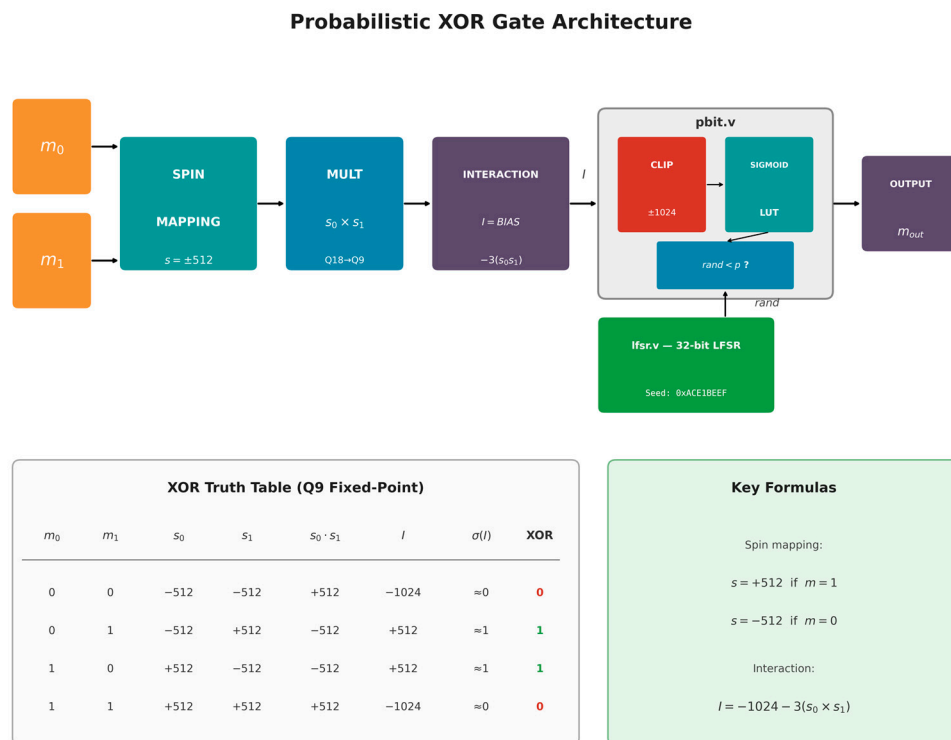 Probabilistic XOR Gate Architecture
m₀
m₁
SPIN
MAPPING
s = ±512
MULT
s₀ × s₁
Q18→Q9
INTERACTION
I = BIAS
−3(s₀s₁)
I
pbit.v
CLIP
±1024
SIGMOID
LUT
rand < p ?
OUTPUT
m_out
rand
lfsr.v — 32-bit LFSR
Seed: 0xACE1BEEF
XOR Truth Table (Q9 Fixed-Point)
m₀ m₁ s₀ s₁ s₀ · s₁ I σ(I) XOR
0 0 −512 −512 +512 −1024 ≈0 0
0 1 −512 +512 −512 +512 ≈1 1
1 0 +512 −512 −512 +512 ≈1 1
1 1 +512 +512 +512 −1024 ≈0 0
Key Formulas
Spin mapping:
s = +512 if m = 1
s = −512 if m = 0
Interaction:
I = −1024 − 3(s₀ × s₁)